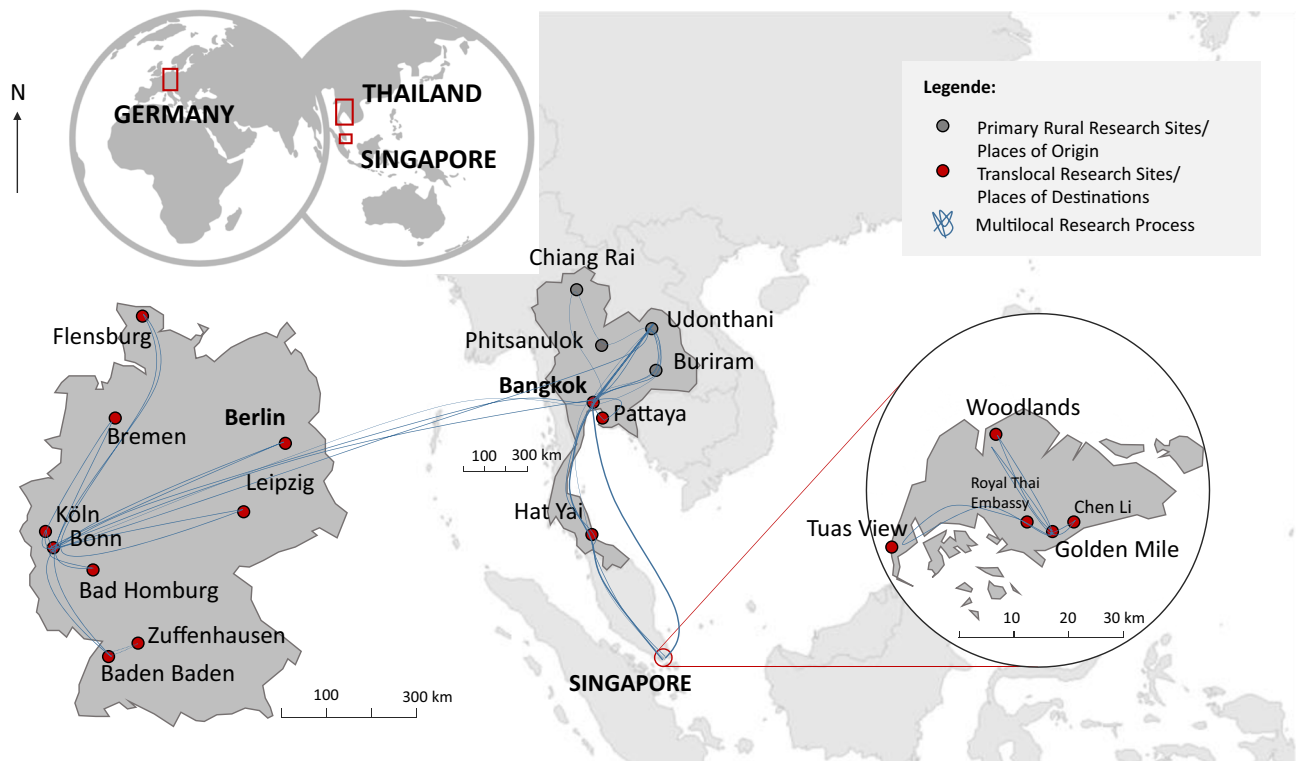 N
GERMANY
THAILAND
SINGAPORE
Legende:
Primary Rural Research Sites/
Places of Origin
Translocal Research Sites/
Places of Destinations
Multilocal Research Process
Flensburg
Bremen
Berlin
Leipzig
Köln
Bonn
Bad Homburg
Zuffenhausen
Baden Baden
100 300 km
Chiang Rai
Phitsanulok
Udonthani
Buriram
Bangkok
Pattaya
100 300 km
Hat Yai
SINGAPORE
Woodlands
Royal Thai
Embassy
Chen Li
Tuas View
Golden Mile
10 20 30 km